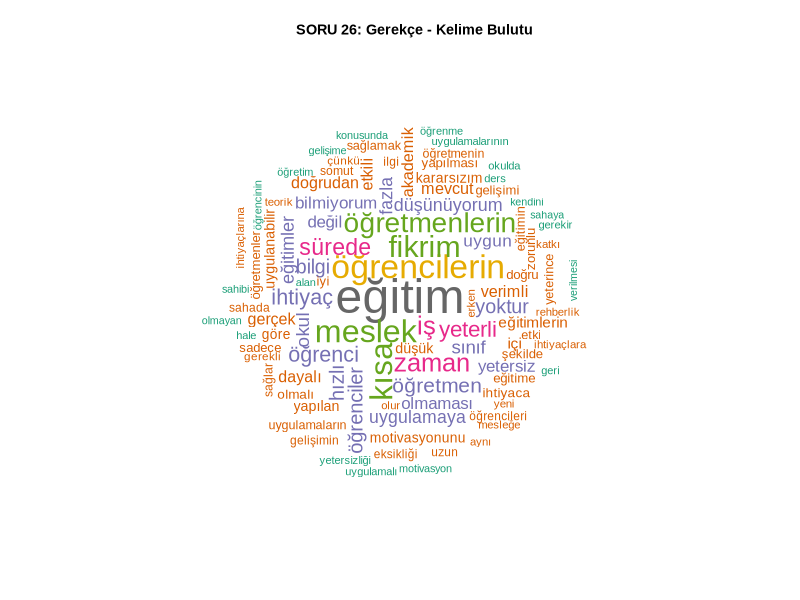 SORU 26: Gerekçe - Kelime Bulutu
konusunda
öğrenme
uygulamalarının
sağlamak
akademik
gelişime
çünkü
ilgi
öğretmenin
yapılması
etkili
somut
okulda
öğretim
doğrudan
fazla
kararsızım
ders
mevcut
gelişimi
öğrencinin
teorik
bilmiyorum
düşünüyorum
kendini
ihtiyaçlarına
uygulanabilir
eğitimler
değil
öğretmenlerin
eğitimin
sahaya
gerekir
zorunlu
öğretmenler
sürede
fikrim
uygun
katkı
bilgi
öğrencilerin
doğru
yeterince
verilmesi
sahibi
alan
iyi
eğitim
erken
verimli
ihtiyaç
sahada
yoktur
rehberlik
olmayan
gerçek
okul
meslek
iş
yeterli
eğitimlerin
hale
göre
etki
sadece
öğrenci
kısa
düşük
sınıf
içi
ihtiyaçlara
gerekli
zaman
şekilde
sağlar
dayalı
hızlı
öğrenciler
yetersiz
geri
öğretmen
eğitime
olmalı
ihtiyaca
yapılan
olur
olmaması
yeni
uygulamaya
öğrencileri
uygulamaların
mesleğe
gelişimin
motivasyonunu
aynı
eksikliği
uzun
yetersizliği
uygulamalı
motivasyon